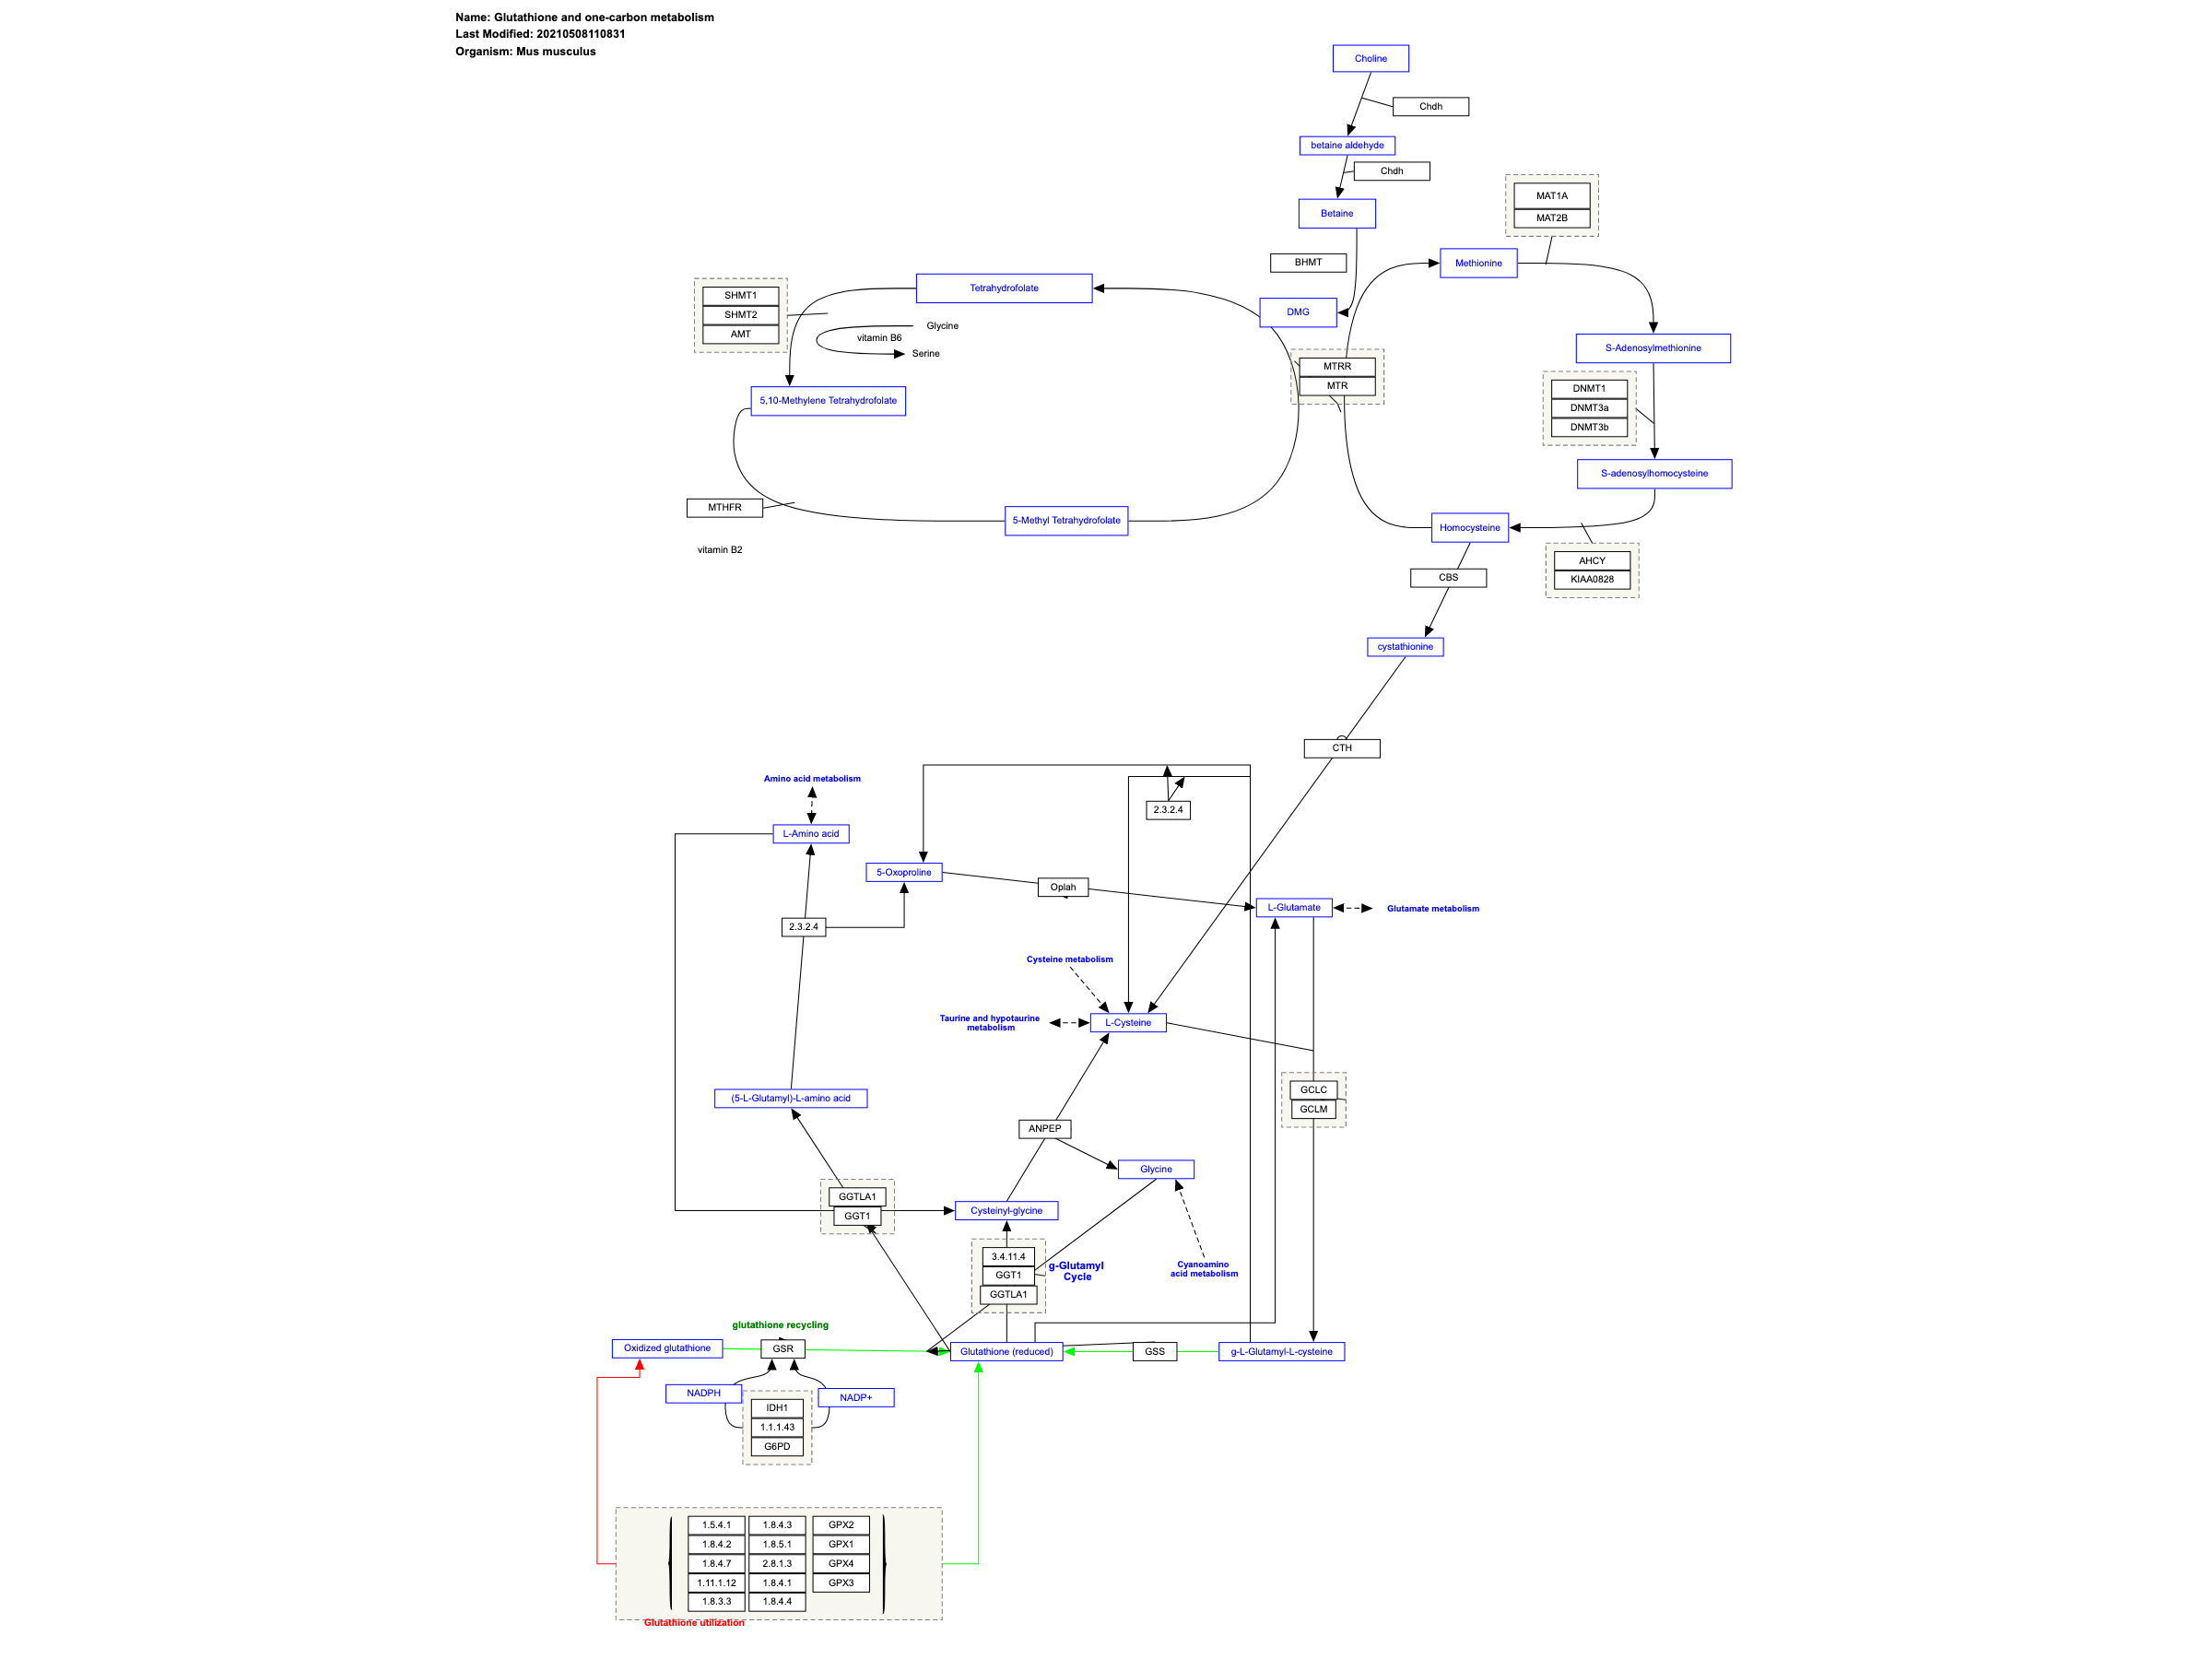 Name: Glutathione and one-carbon metabolism
Last Modified: 20210508110831
Organism: Mus musculus
Choline
Chdh
betaine aldehyde
Chdh
Betaine
MAT1A
MAT2B
BHMT
Methionine
Tetrahydrofolate
SHMT1
SHMT2
AMT
DMG
Glycine
vitamin B6
Serine
S-Adenosylmethionine
MTRR
MTR
5,10-Methylene Tetrahydrofolate
DNMT1
DNMT3a
DNMT3b
S-adenosylhomocysteine
MTHFR
5-Methyl Tetrahydrofolate
Homocysteine
vitamin B2
AHCY
KIAA0828
CBS
cystathionine
CTH
Amino acid metabolism
2.3.2.4
L-Amino acid
5-Oxoproline
Oplah
L-Glutamate
Glutamate metabolism
2.3.2.4
Cysteine metabolism
Taurine and hypotaurine
metabolism
L-Cysteine
(5-L-Glutamyl)-L-amino acid
GCLC
GCLM
ANPEP
Glycine
GGTLA1
GGT1
Cysteinyl-glycine
3.4.11.4
GGT1
GGTLA1
g-Glutamyl
Cycle
Cyanoamino
acid metabolism
glutathione recycling
Oxidized glutathione
GSR
Glutathione (reduced)
GSS
g-L-Glutamyl-L-cysteine
NADPH
NADP+
IDH1
1.1.1.43
G6PD
1.5.4.1
1.8.4.3
GPX2
1.8.4.2
1.8.5.1
GPX1
1.8.4.7
2.8.1.3
GPX4
1.11.1.12
1.8.4.1
GPX3
1.8.3.3
1.8.4.4
Glutathione utilization